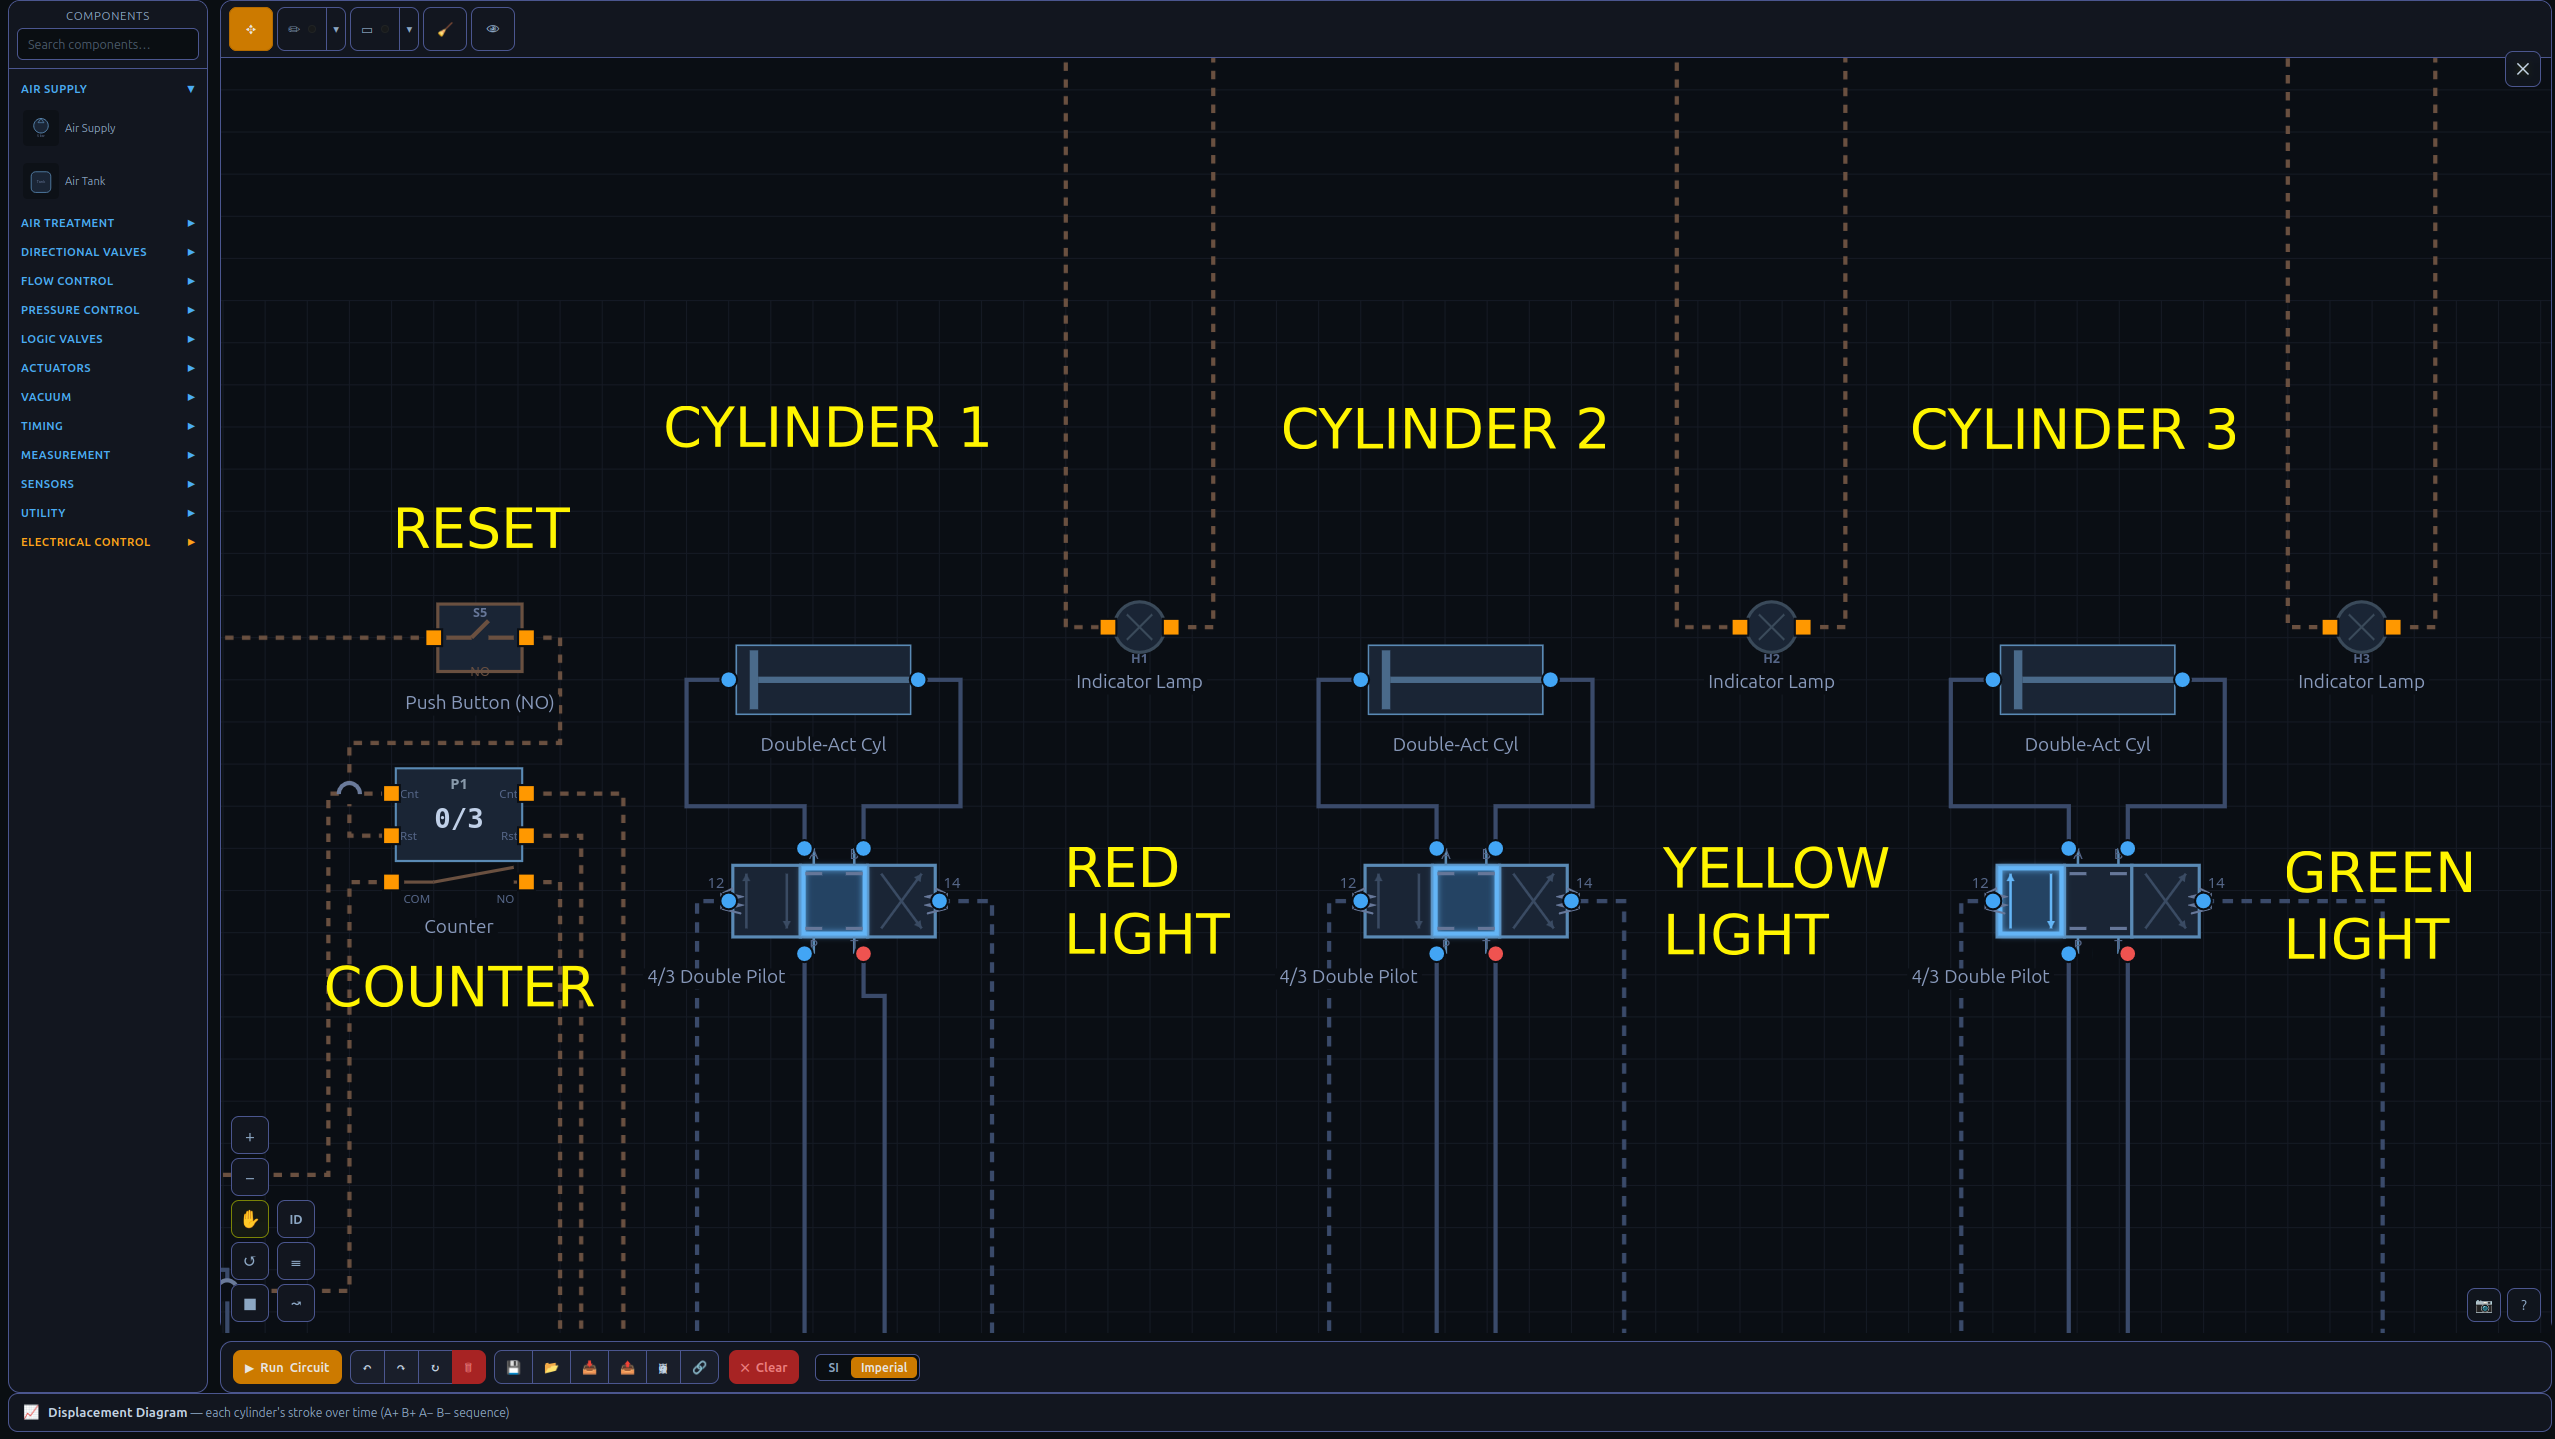 COMPONENTS
Search components...
AIR SUPPLY
Air Supply
Air Tank
AIR TREATMENT
DIRECTIONAL VALVES
FLOW CONTROL
PRESSURE CONTROL
LOGIC VALVES
ACTUATORS
VACUUM
TIMING
MEASUREMENT
SENSORS
UTILITY
ELECTRICAL CONTROL
CYLINDER 1
CYLINDER 2
CYLINDER 3
RESET
S5
NO
Push Button (NO)
H1
Indicator Lamp
H2
Indicator Lamp
H3
Indicator Lamp
Double-Act Cyl
Double-Act Cyl
Double-Act Cyl
P1
Cnt
Cnt
0/3
Rst
Rst
COM
NO
Counter
COUNTER
12
14
4/3 Double Pilot
RED
LIGHT
12
14
4/3 Double Pilot
YELLOW
LIGHT
12
14
4/3 Double Pilot
GREEN
LIGHT
+
−
ID
?
Run Circuit
Clear
SI
Imperial
Displacement Diagram — each cylinder's stroke over time (A+ B+ A− B− sequence)